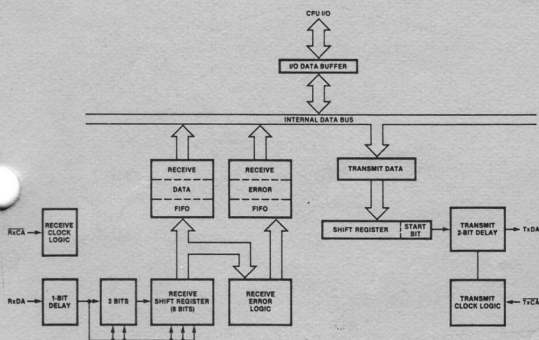 CPU I/O
I/O DATA BUFFER
INTERNAL DATA BUS
RECEIVE
DATA
FIFO
RECEIVE
ERROR
FIFO
TRANSMIT DATA
RECEIVE
CLOCK
LOGIC
RxCA
SHIFT REGISTER
START
BIT
TRANSMIT
2-BIT DELAY
TxDA
RxDA
1-BIT
DELAY
3 BITS
RECEIVE
SHIFT REGISTER
(8 BITS)
RECEIVE
ERROR
LOGIC
TRANSMIT
CLOCK LOGIC
TxCA